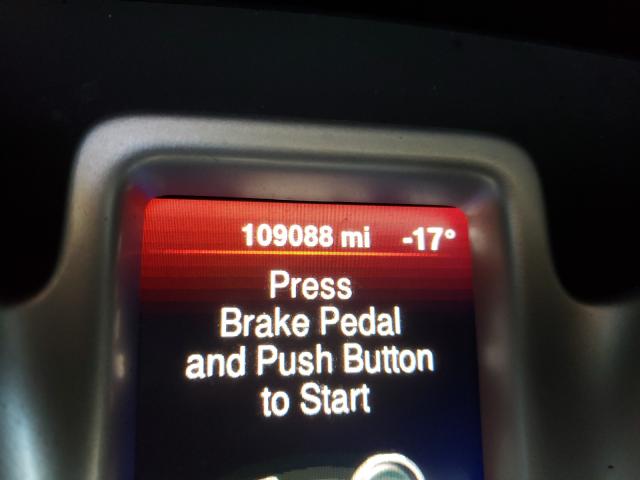 109088 mi -17°
Press
Brake Pedal
and Push Button
to Start